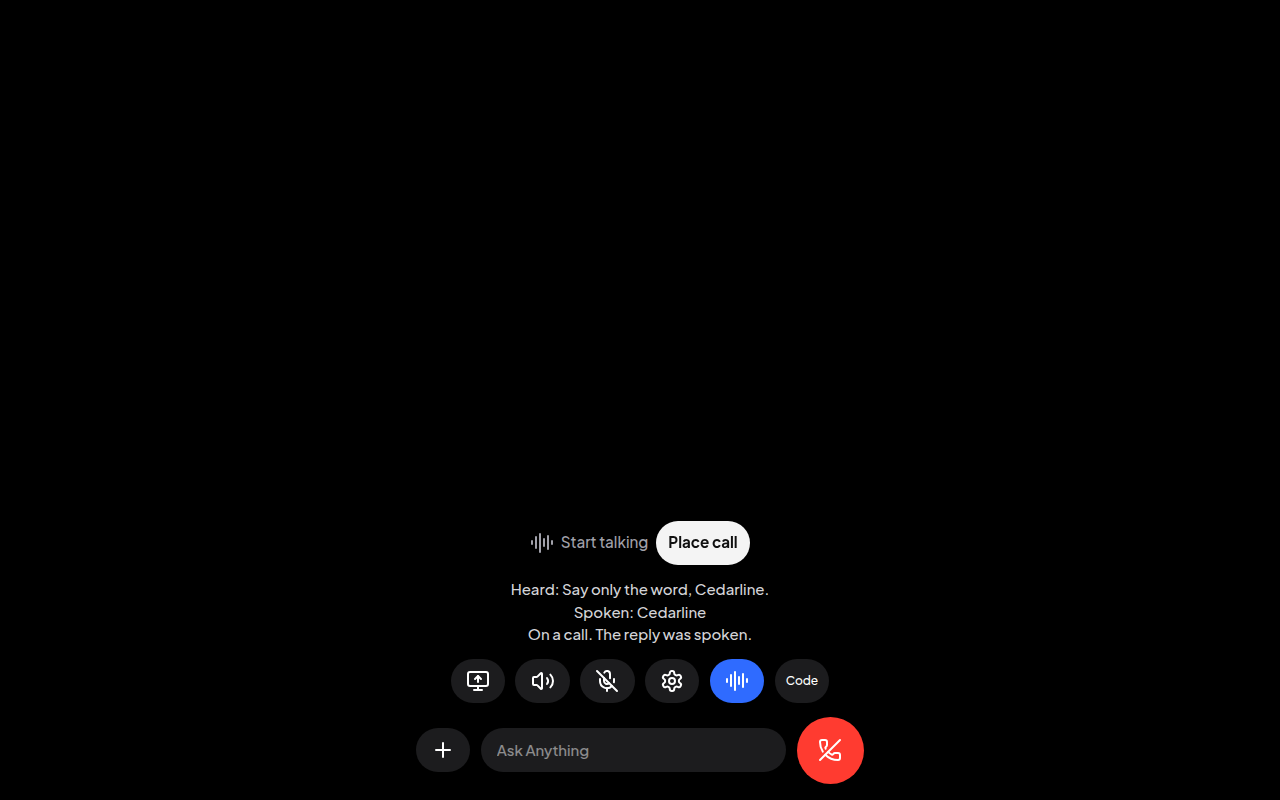 Start talking Place call
Heard: Say only the word, Cedarline.
Spoken: Cedarline
On a call. The reply was spoken.
Code
Ask Anything